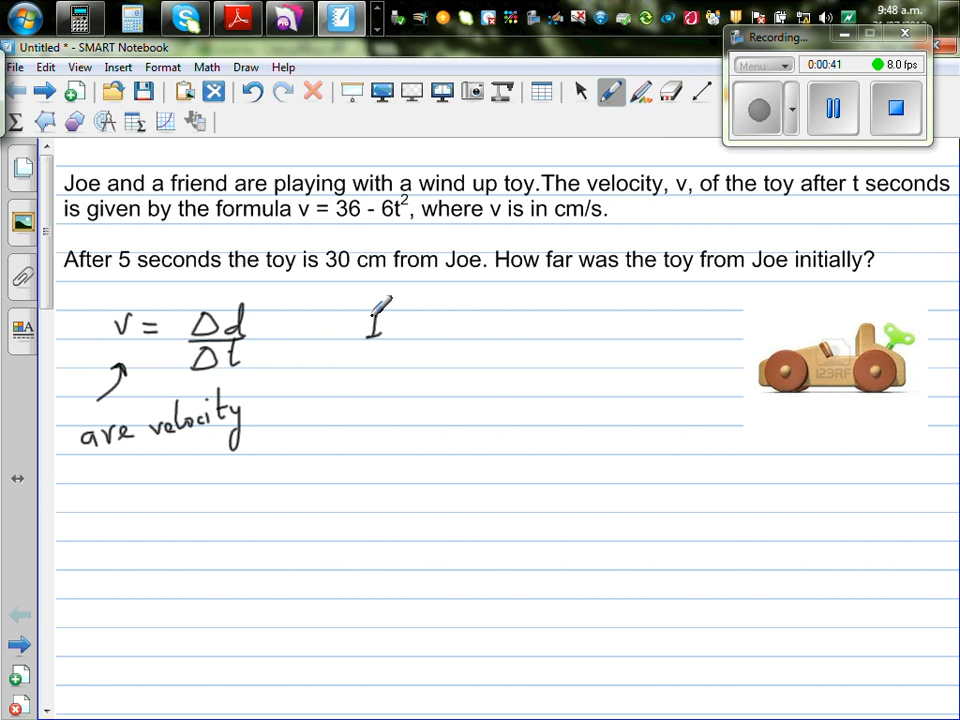 9:48 a.m.
Untitled * - SMART Notebook
Recording...
File Edit View Insert Format Math Draw Help
Menu 0:00:41 8.0 fps
Joe and a friend are playing with a wind up toy.The velocity, v, of the toy after t seconds
is given by the formula v = 36 - 6t², where v is in cm/s.
After 5 seconds the toy is 30 cm from Joe. How far was the toy from Joe initially?
v = Δd
Δt
I
are velocity
123RF